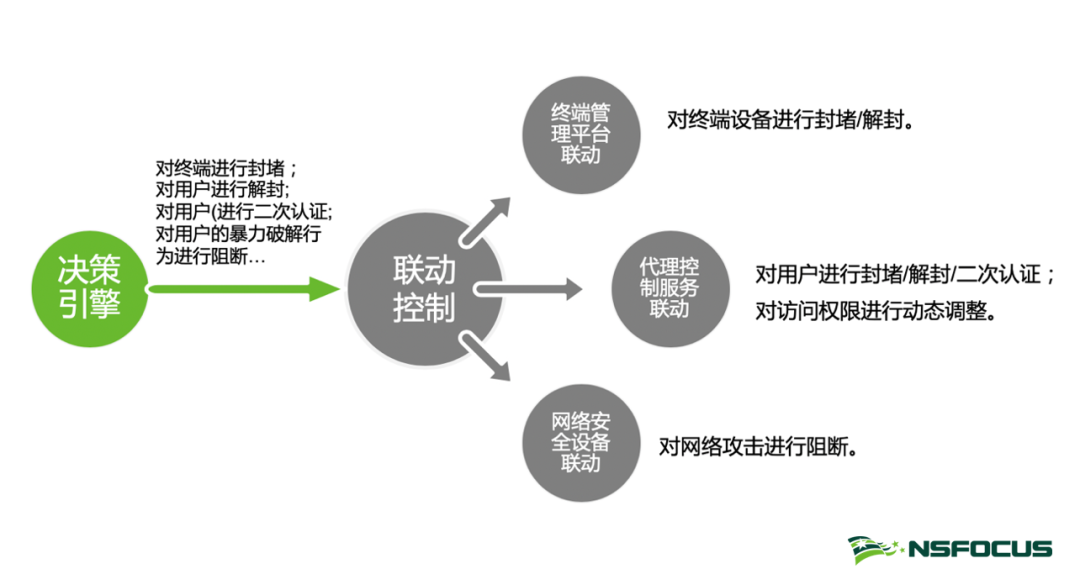 决策
引擎
对终端进行封堵；
对用户进行解封;
对用户(进行二次认证;
对用户的暴力破解行
为进行阻断…
联动
控制
终端管
理平台
联动
对终端设备进行封堵/解封。
代理控
制服务
联动
对用户进行封堵/解封/二次认证；
对访问权限进行动态调整。
网络安
全设备
联动
对网络攻击进行阻断。
NSFOCUS